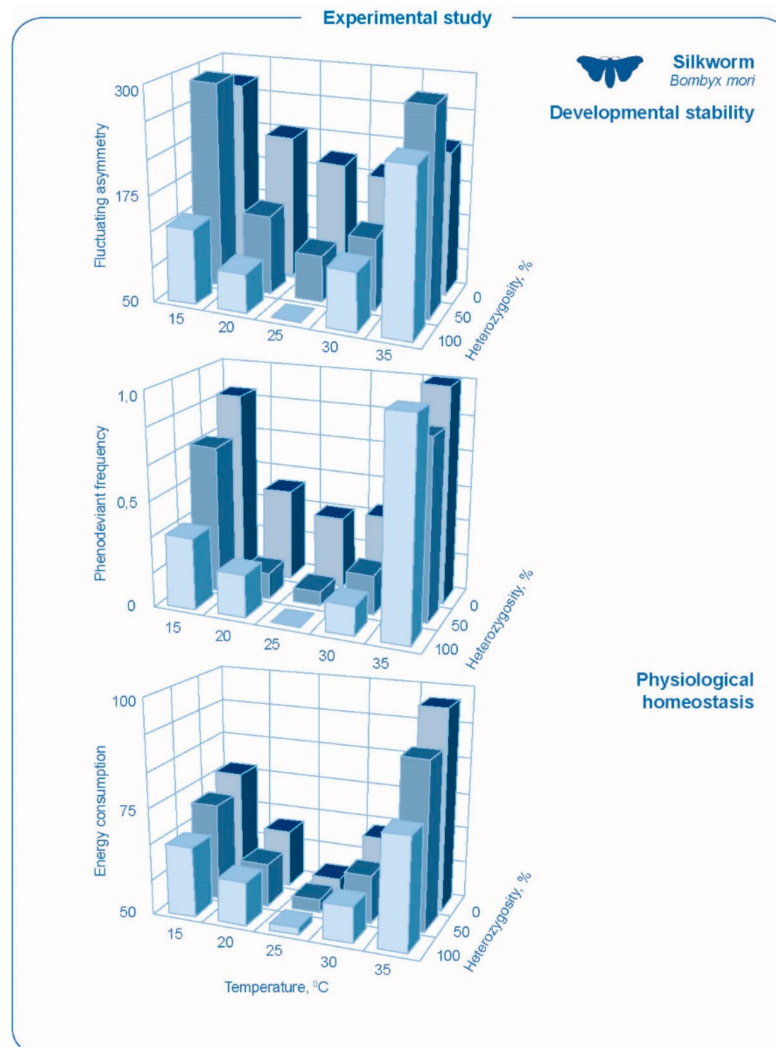 Experimental study
Silkworm
Bombyx mori
Developmental stability
Fluctuating asymmetry
300
175
50
15
20
25
30
35
0
50
100
Heterozygosity, %
Phenodeviant frequency
1,0
0,5
0
15
20
25
30
35
0
50
100
Heterozygosity, %
Physiological
homeostasis
Energy consumption
100
75
50
15
20
25
30
35
0
50
100
Heterozygosity, %
Temperature, ⁰C